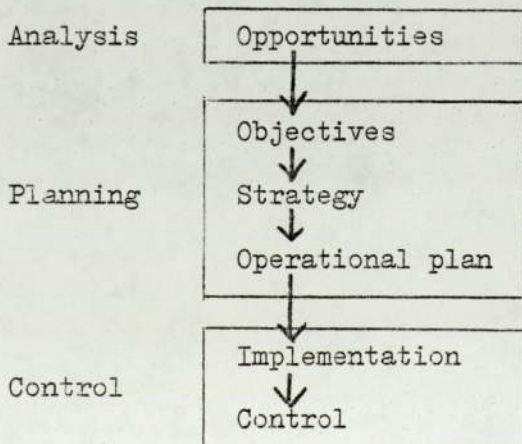 Analysis Opportunities
Objectives
Planning Strategy
Operational plan
Implementation
Control
Control